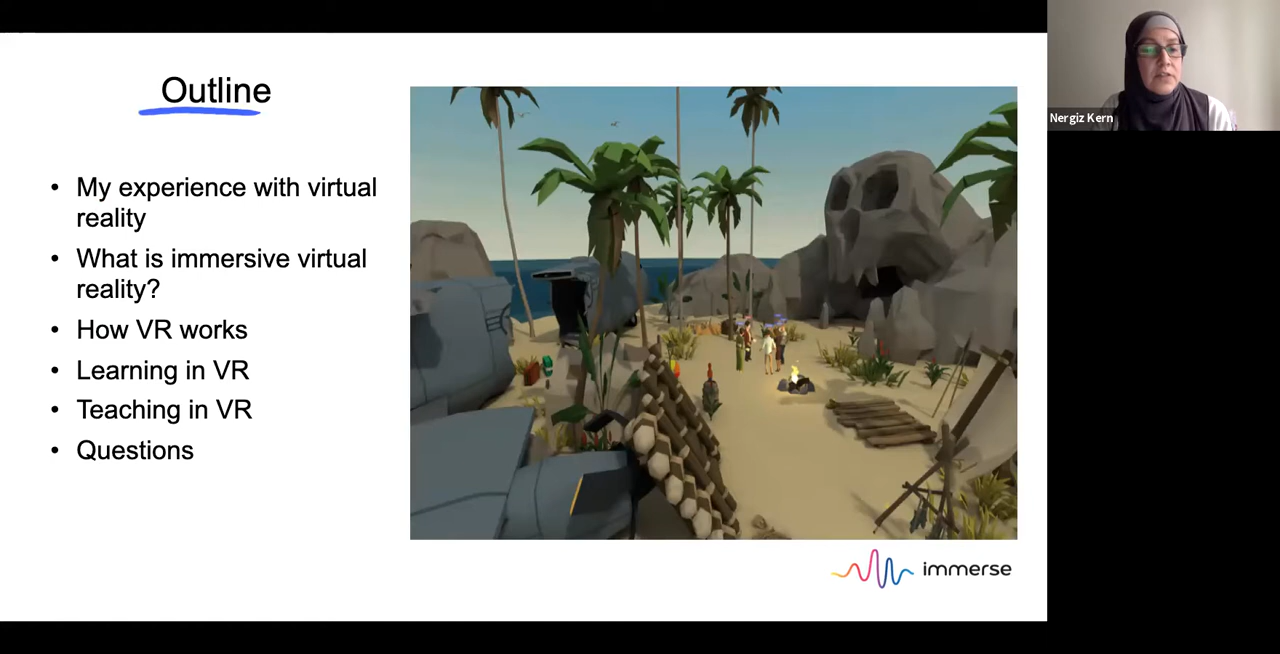 Outline
• My experience with virtual
reality
• What is immersive virtual
reality?
• How VR works
• Learning in VR
• Teaching in VR
• Questions
immerse
Nergiz Kern